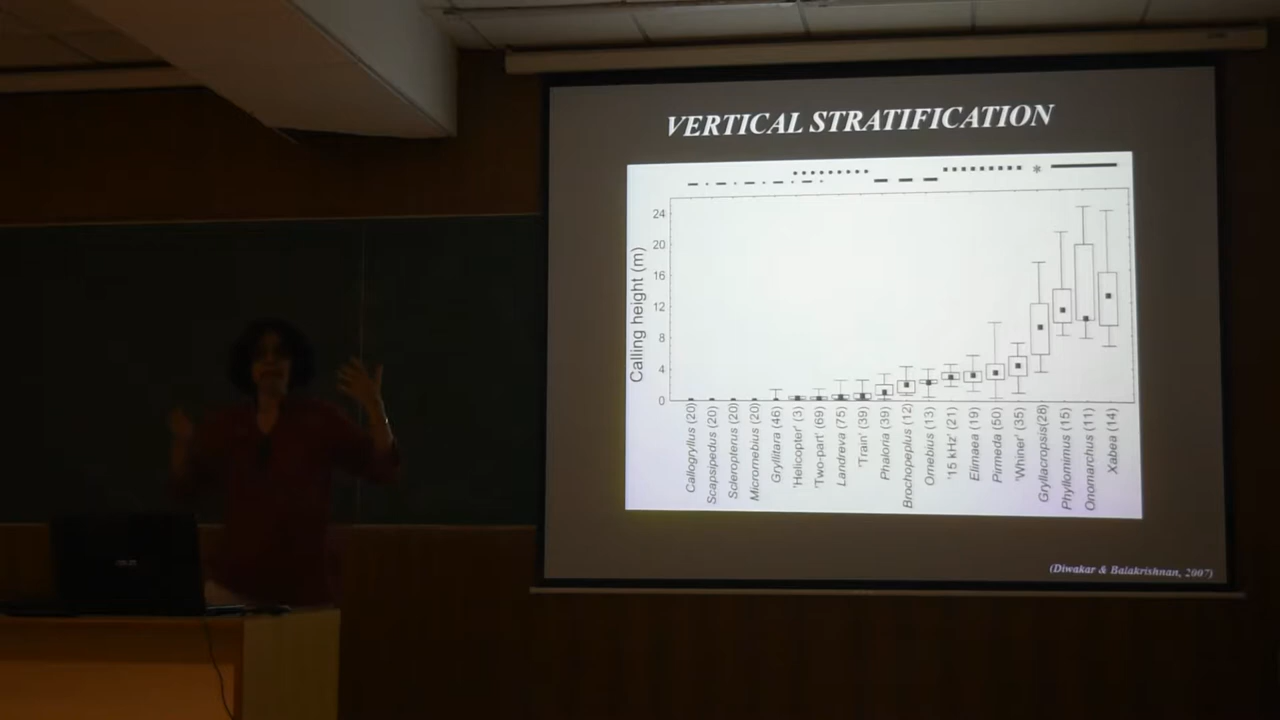 VERTICAL STRATIFICATION
*
Calling height (m)
24
20
16
12
8
4
0
Callogryllus (20)
Scapsipedus (20)
Scleropterus (20)
Micromebius (20)
Gryllitara (46)
'Helicopter' (3)
'Two-part' (69)
Landreva (75)
'Train' (39)
Phaloria (39)
Brochopeplus (12)
Ornebius (13)
'15 kHz' (21)
Elimaea (19)
Pirmeda (50)
'Whiner' (35)
Gryllacropsis(28)
Phyllomimus (15)
Onomarchus (11)
Xabea (14)
(Diwakar & Balakrishnan, 2007)
ASUS